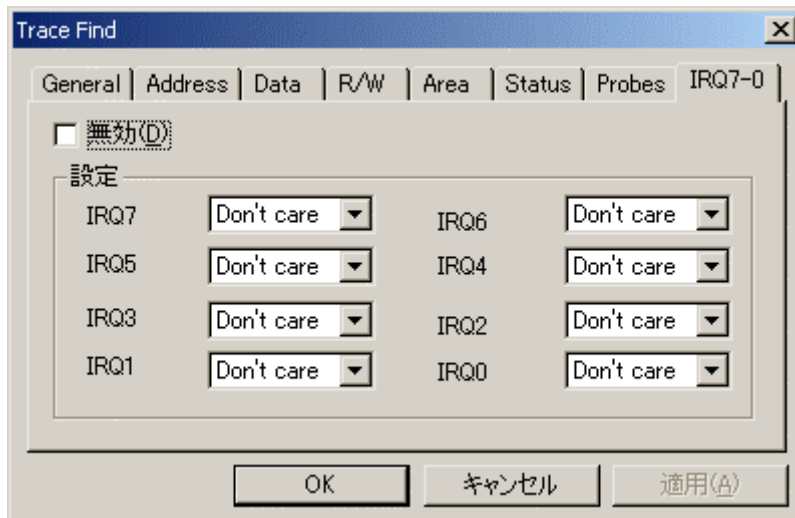 Trace Find
General Address Data R/W Area Status Probes IRQ7-0
無効(D)
設定
IRQ7 Don't care IRQ6 Don't care
IRQ5 Don't care IRQ4 Don't care
IRQ3 Don't care IRQ2 Don't care
IRQ1 Don't care IRQ0 Don't care
OK キャンセル 適用(A)